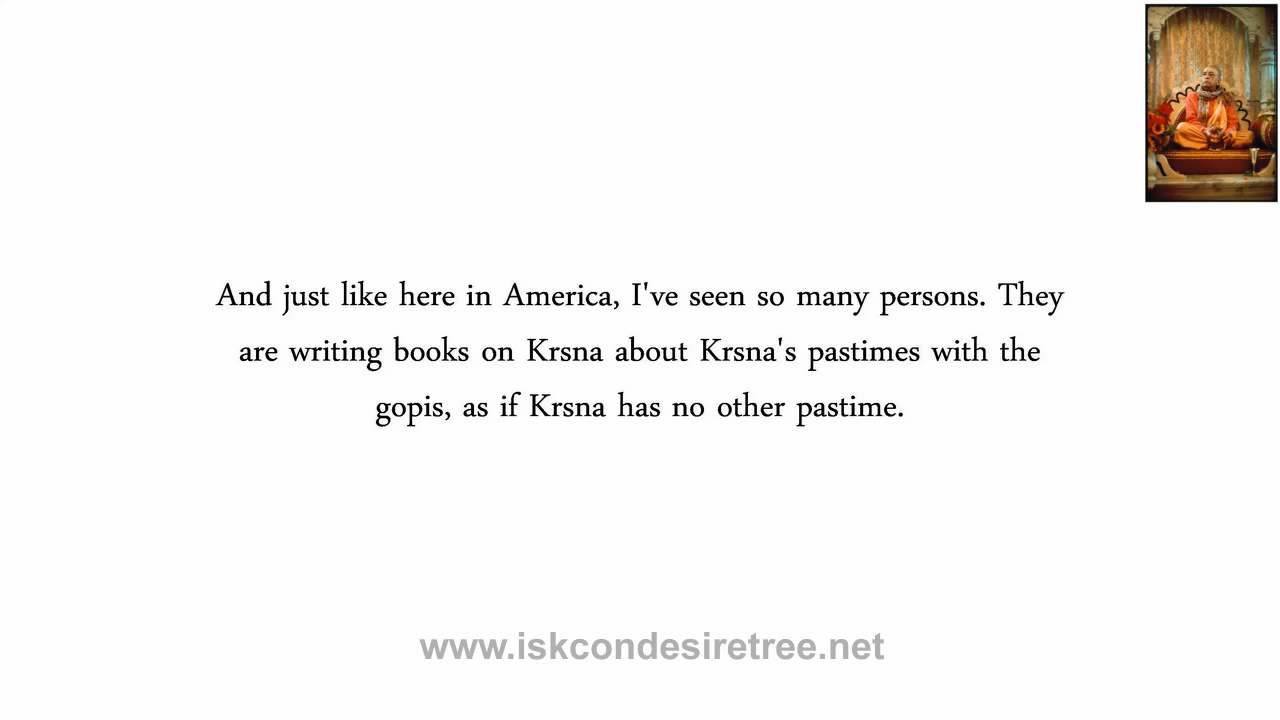 And just like here in America, I've seen so many persons. They
are writing books on Krsna about Krsna's pastimes with the
gopis, as if Krsna has no other pastime.
www.iskcondesiretree.net